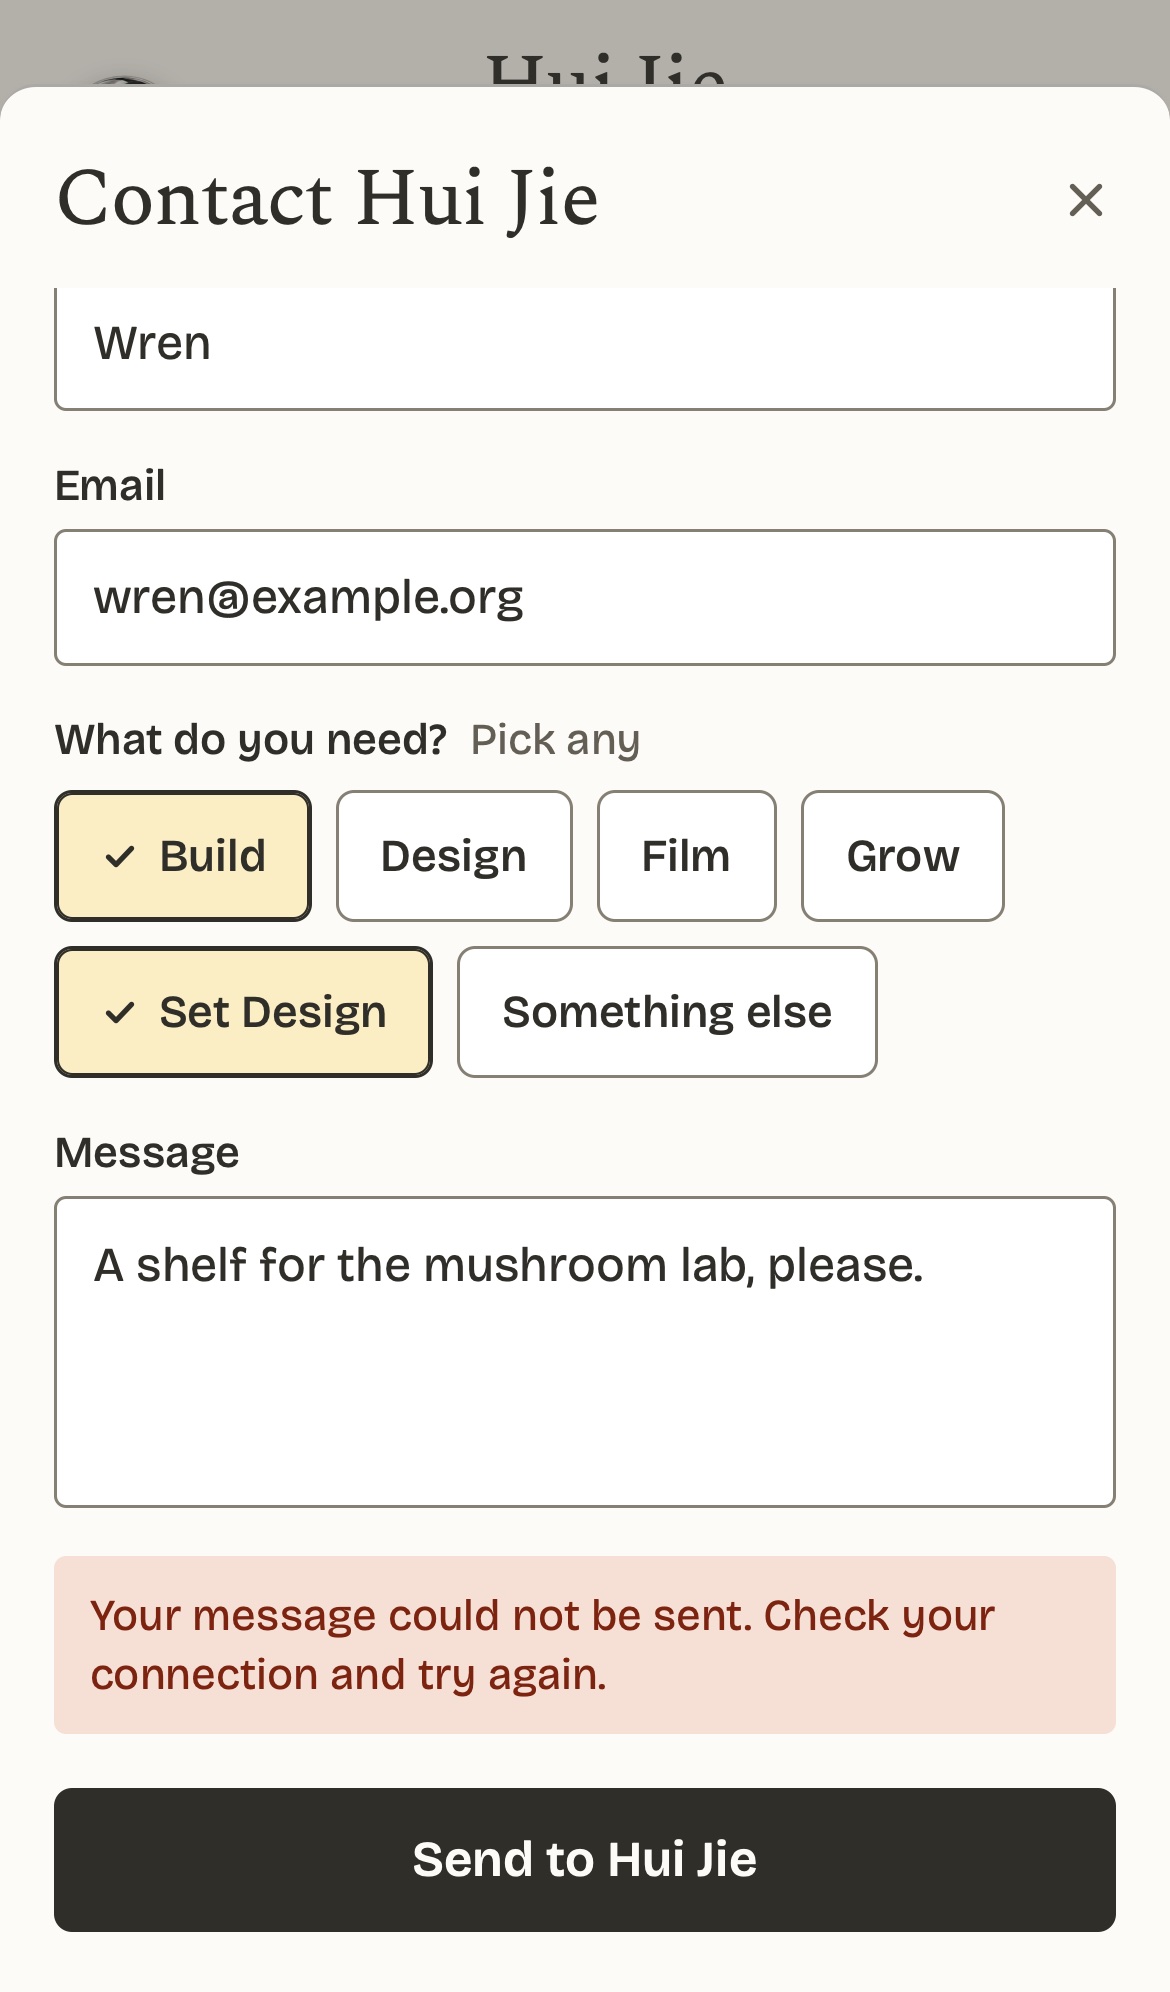 Hui Jie
Contact Hui Jie
Wren
Email
wren@example.org
What do you need? Pick any
Build
Design
Film
Grow
Set Design
Something else
Message
A shelf for the mushroom lab, please.
Your message could not be sent. Check your
connection and try again.
Send to Hui Jie